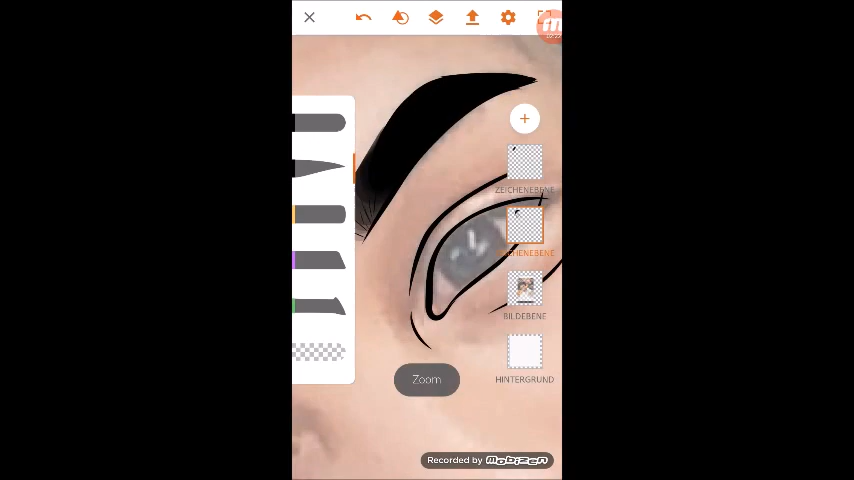 ZEICHENEBENE
BILDEBENE
HINTERGRUND
Zoom
Recorded by mobizen